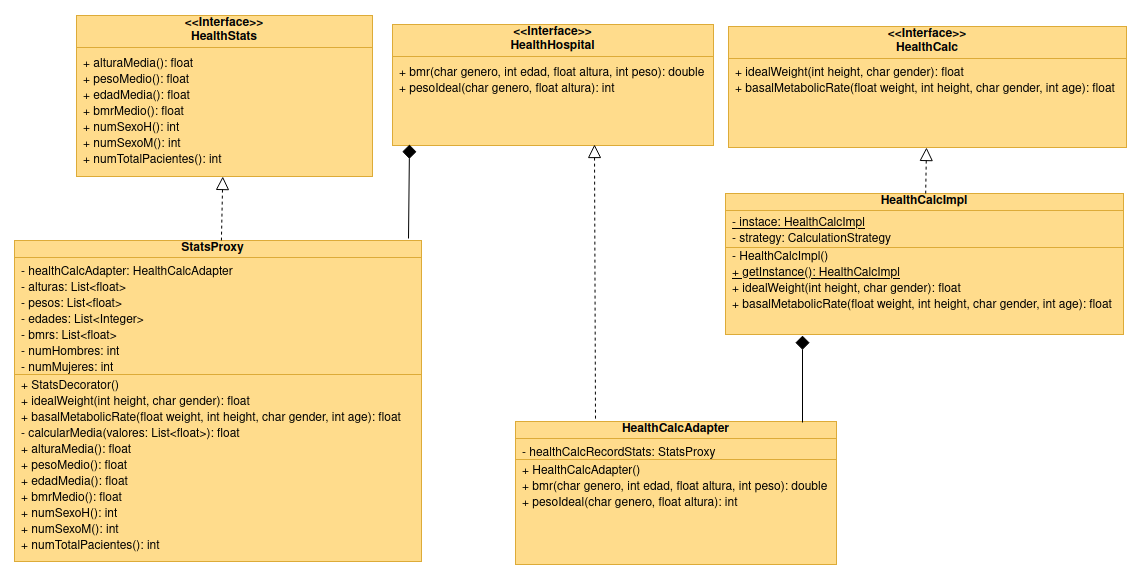 <<Interface>>
HealthStats
+ alturaMedia(): float
+ pesoMedio(): float
+ edadMedia(): float
+ bmrMedio(): float
+ numSexoH(): int
+ numSexoM(): int
+ numTotalPacientes(): int
<<Interface>>
HealthHospital
+ bmr(char genero, int edad, float altura, int peso): double
+ pesoIdeal(char genero, float altura): int
<<Interface>>
HealthCalc
+ idealWeight(int height, char gender): float
+ basalMetabolicRate(float weight, int height, char gender, int age): float
HealthCalcImpl
- instace: HealthCalcImpl
- strategy: CalculationStrategy
- HealthCalcImpl()
+ getInstance(): HealthCalcImpl
+ idealWeight(int height, char gender): float
+ basalMetabolicRate(float weight, int height, char gender, int age): float
StatsProxy
- healthCalcAdapter: HealthCalcAdapter
- alturas: List<float>
- pesos: List<float>
- edades: List<Integer>
- bmrs: List<float>
- numHombres: int
- numMujeres: int
+ StatsDecorator()
+ idealWeight(int height, char gender): float
+ basalMetabolicRate(float weight, int height, char gender, int age): float
- calcularMedia(valores: List<float>): float
+ alturaMedia(): float
+ pesoMedio(): float
+ edadMedia(): float
+ bmrMedio(): float
+ numSexoH(): int
+ numSexoM(): int
+ numTotalPacientes(): int
HealthCalcAdapter
- healthCalcRecordStats: StatsProxy
+ HealthCalcAdapter()
+ bmr(char genero, int edad, float altura, int peso): double
+ pesoIdeal(char genero, float altura): int